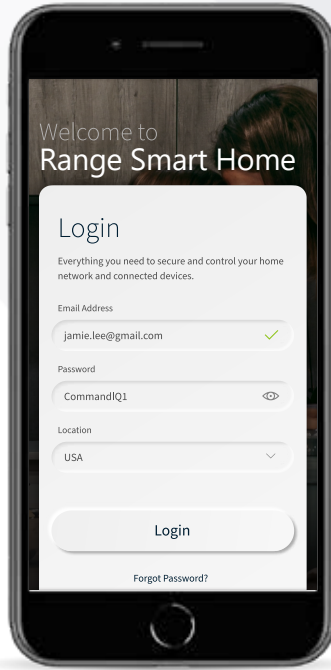 Welcome to
Range Smart Home
Login
Everything you need to secure and control your home
network and connected devices.
Email Address
jamie.lee@gmail.com
Password
CommandIQ1
Location
USA
Login
Forgot Password?